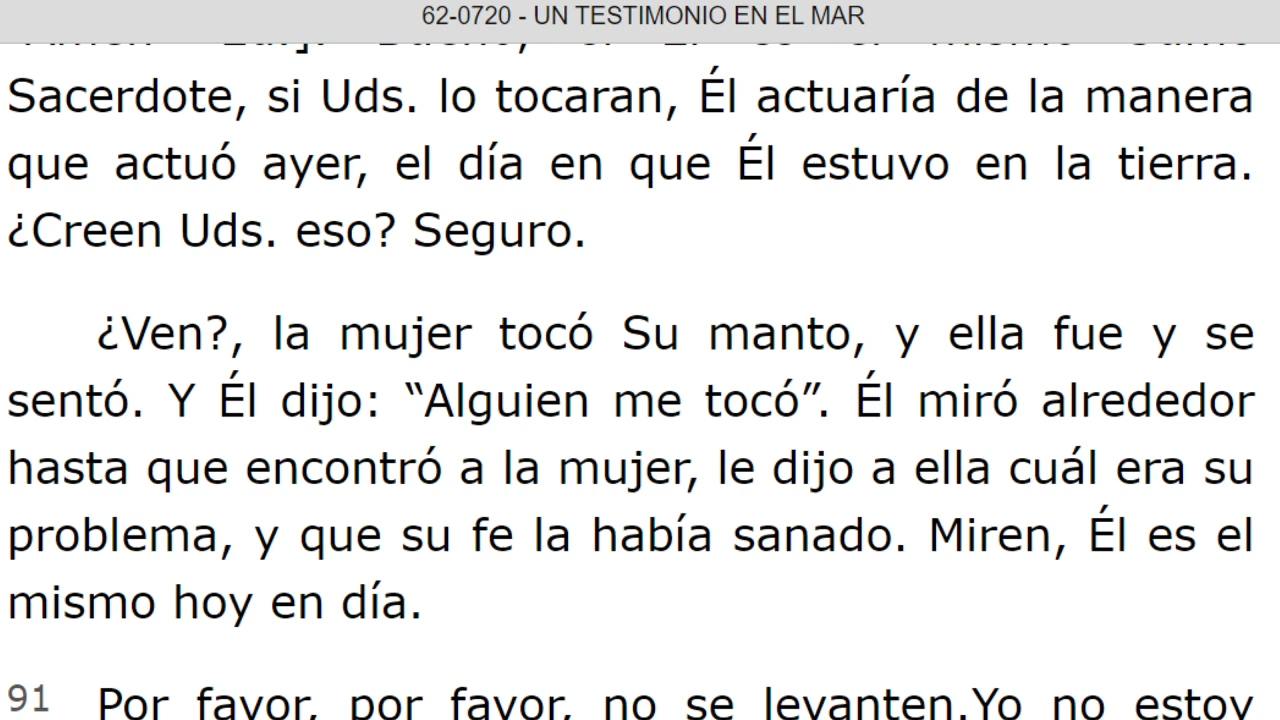 62-0720 - UN TESTIMONIO EN EL MAR
Sacerdote, si Uds. lo tocaran, Él actuaría de la manera
que actuó ayer, el día en que Él estuvo en la tierra.
¿Creen Uds. eso? Seguro.
¿Ven?, la mujer tocó Su manto, y ella fue y se
sentó. Y Él dijo: “Alguien me tocó”. Él miró alrededor
hasta que encontró a la mujer, le dijo a ella cuál era su
problema, y que su fe la había sanado. Miren, Él es el
mismo hoy en día.
91 Por favor, por favor, no se levanten.Yo no estoy